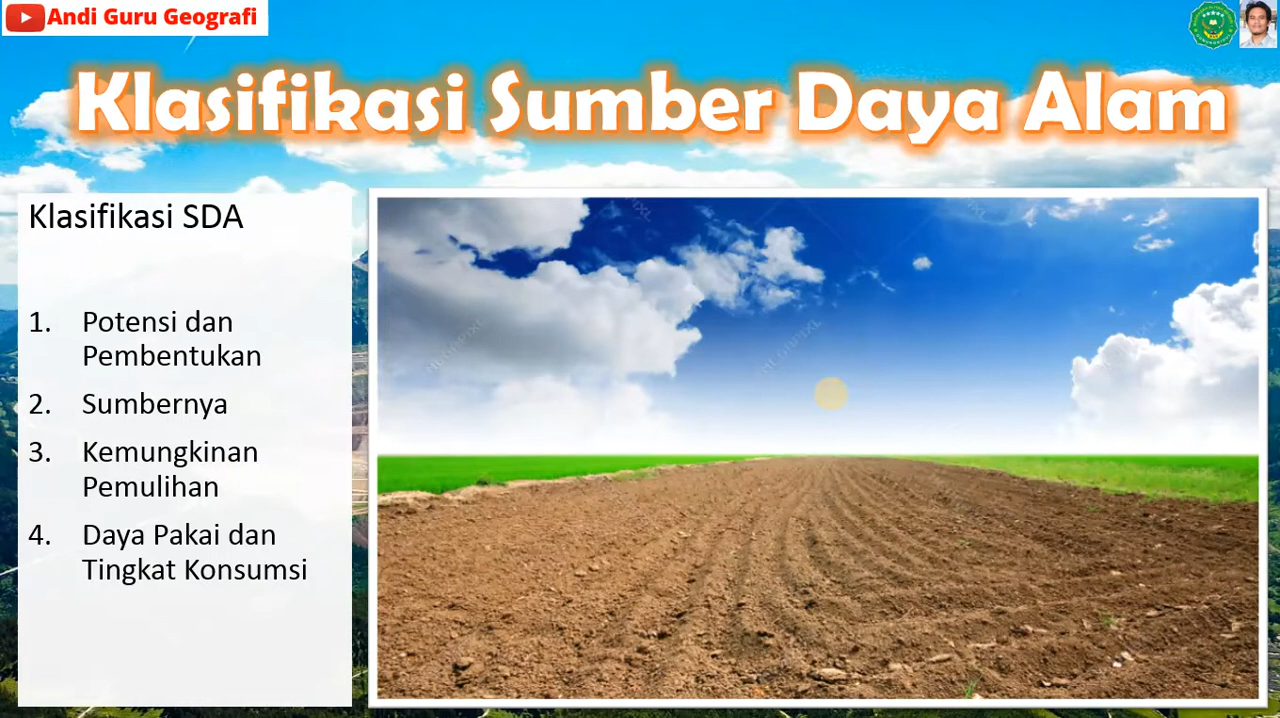 Andi Guru Geografi
Klasifikasi Sumber Daya Alam
Klasifikasi SDA
1. Potensi dan
Pembentukan
2. Sumbernya
3. Kemungkinan
Pemulihan
4. Daya Pakai dan
Tingkat Konsumsi